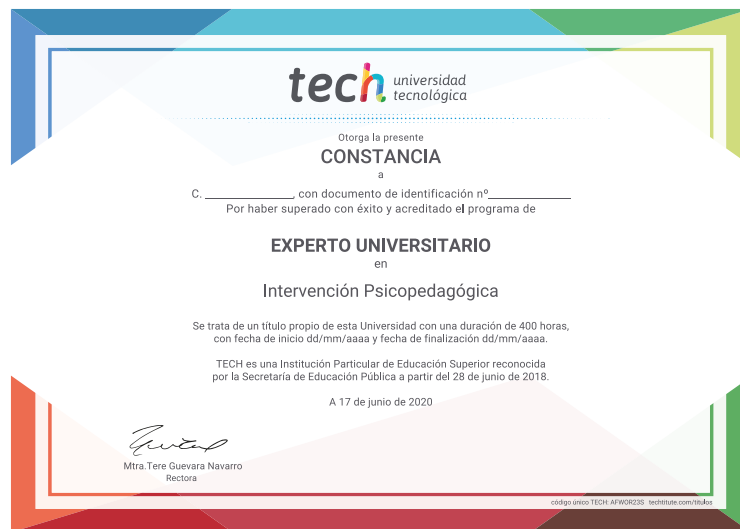 tech universidad
tecnológica
Otorga la presente
CONSTANCIA
a
C. ______________, con documento de identificación nº______________
Por haber superado con éxito y acreditado el programa de
EXPERTO UNIVERSITARIO
en
Intervención Psicopedagógica
Se trata de un título propio de esta Universidad con una duración de 400 horas,
con fecha de inicio dd/mm/aaaa y fecha de finalización dd/mm/aaaa.
TECH es una Institución Particular de Educación Superior reconocida
por la Secretaría de Educación Pública a partir del 28 de junio de 2018.
A 17 de junio de 2020
Mtra.Tere Guevara Navarro
Rectora
código único TECH: AFWOR23S techtitute.com/titulos